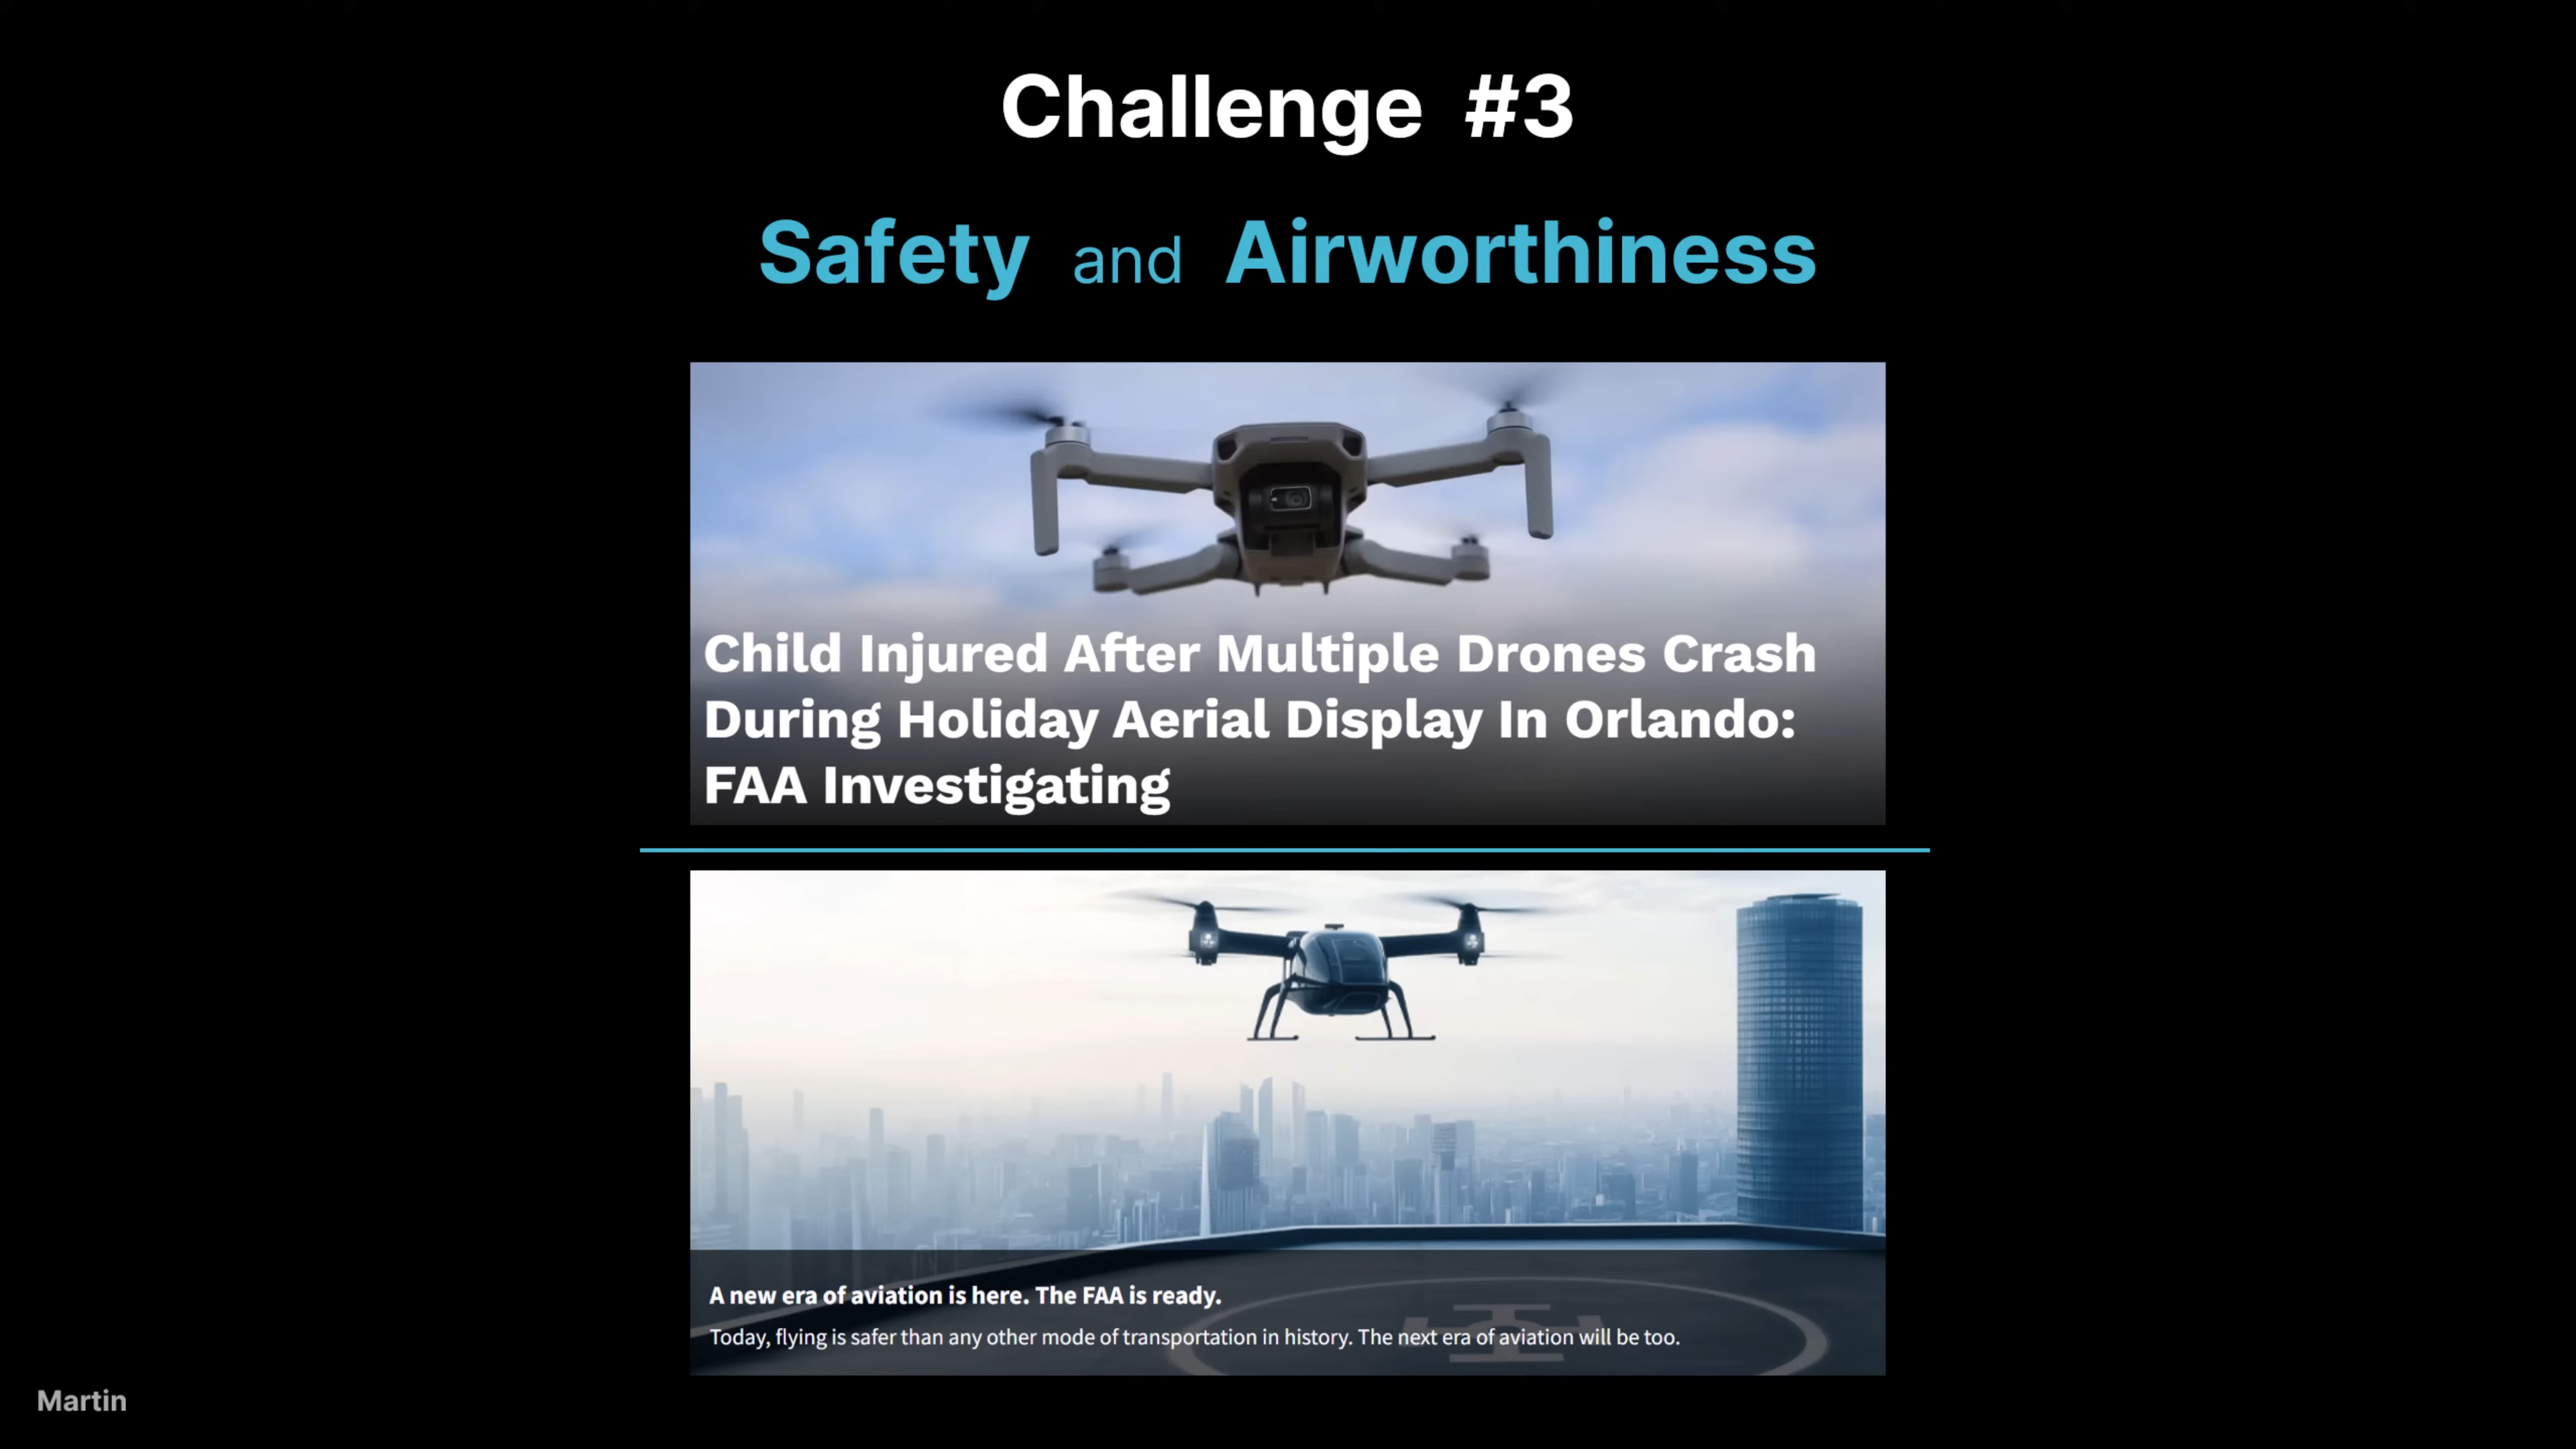 Challenge #3
Safety and Airworthiness
Child Injured After Multiple Drones Crash
During Holiday Aerial Display In Orlando:
FAA Investigating
A new era of aviation is here. The FAA is ready.
Today, flying is safer than any other mode of transportation in history. The next era of aviation will be too.
Martin